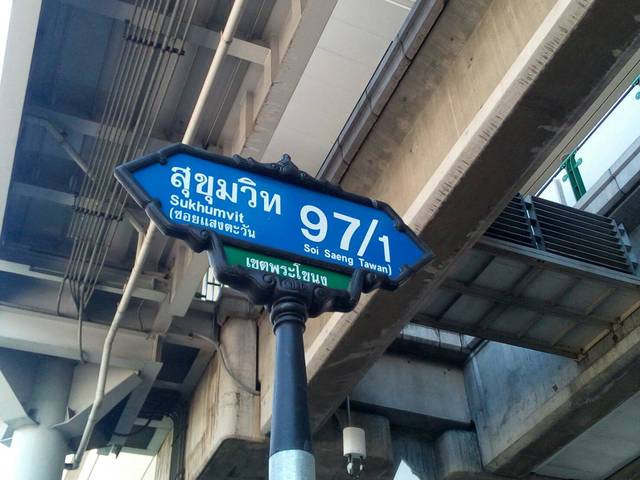 สุขุมวิท 97/1
Sukhumvit
(ซอยแสงตะวัน Soi Saeng Tawan)
เขตพระโขนง